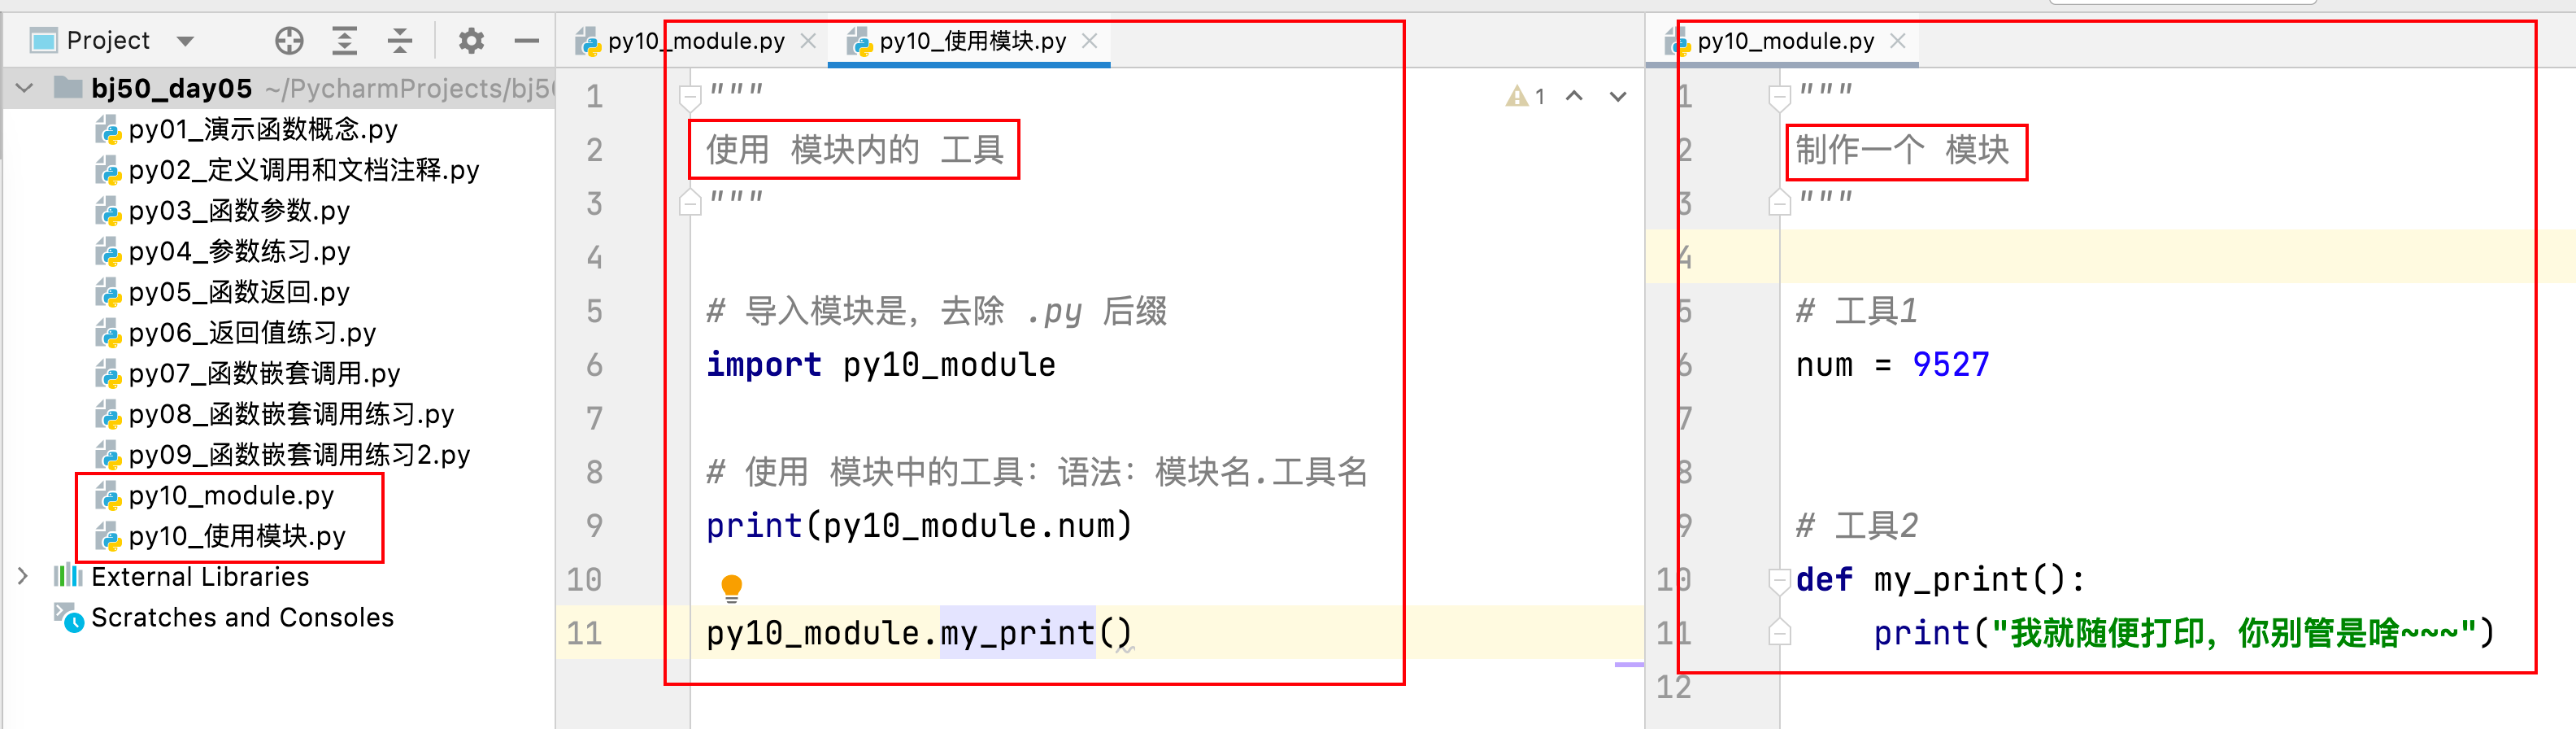 Project
bj50_day05 ~/PycharmProjects/bj50
py01_演示函数概念.py
py02_定义调用和文档注释.py
py03_函数参数.py
py04_参数练习.py
py05_函数返回.py
py06_返回值练习.py
py07_函数嵌套调用.py
py08_函数嵌套调用练习.py
py09_函数嵌套调用练习2.py
py10_module.py
py10_使用模块.py
External Libraries
Scratches and Consoles
py10_module.py
py10_使用模块.py
1
1 """
2 使用 模块内的 工具
3 """
4
5 # 导入模块是，去除 .py 后缀
6 import py10_module
7
8 # 使用 模块中的工具：语法：模块名.工具名
9 print(py10_module.num)
10
11 py10_module.my_print()
py10_module.py
1 """
2 制作一个 模块
3 """
4
5 # 工具1
6 num = 9527
7
8
9 # 工具2
10 def my_print():
11 print("我就随便打印，你别管是啥~~~")
12